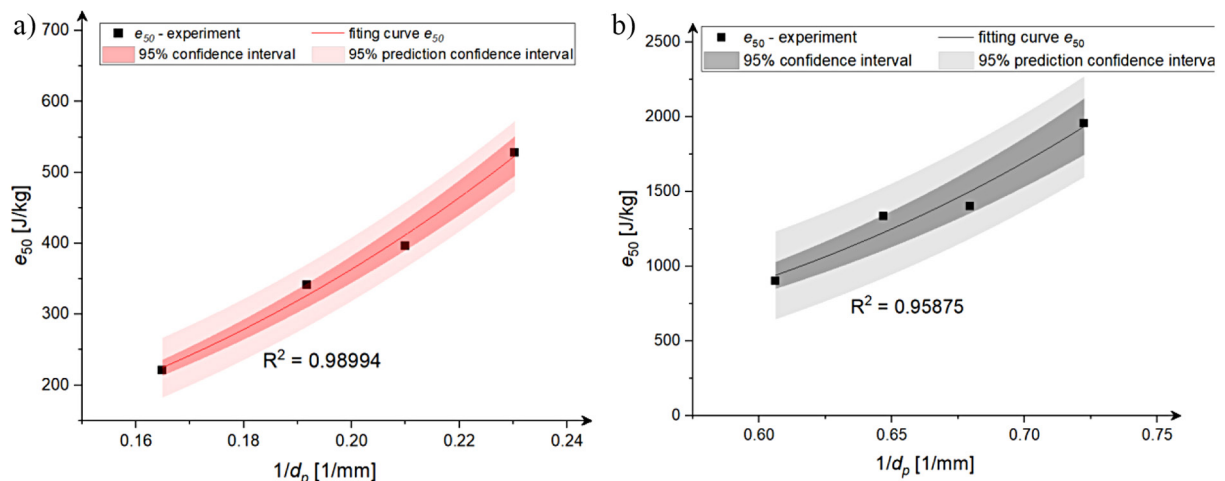 a)
e50 - experiment
fitting curve e50
95% confidence interval
95% prediction confidence interval
700
600
500
400
300
200
e50 [J/kg]
R² = 0.98994
0.16
0.18
0.20
0.22
0.24
1/dp [1/mm]
b)
e50 - experiment
fitting curve e50
95% confidence interval
95% prediction confidence interva
2500
2000
1500
1000
500
0
e50 [J/kg]
R² = 0.95875
0.60
0.65
0.70
0.75
1/dp [1/mm]